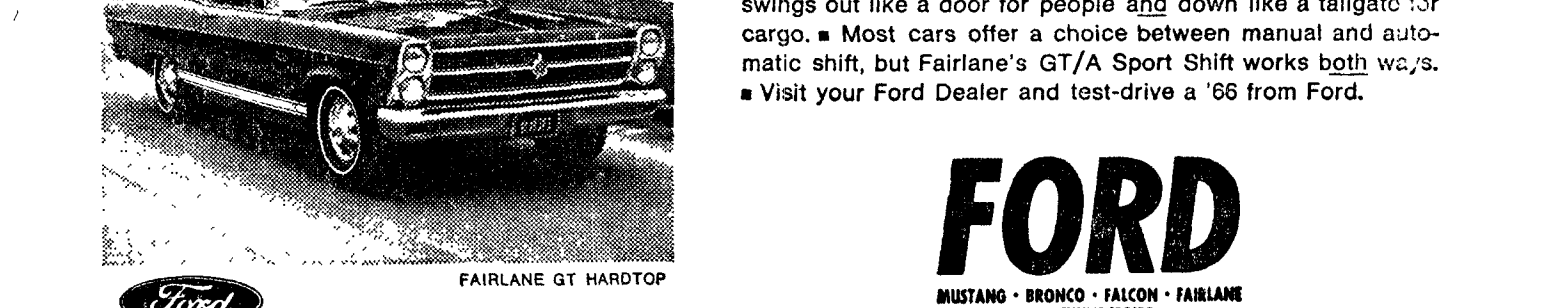 swings out like a door for people and down like a tailgate for
cargo. ■ Most cars offer a choice between manual and auto-
matic shift, but Fairlane's GT/A Sport Shift works both ways.
■ Visit your Ford Dealer and test-drive a '66 from Ford.
FORD
MUSTANG • BRONCO • FALCON • FAIRLANE
FAIRLANE GT HARDTOP
Ford